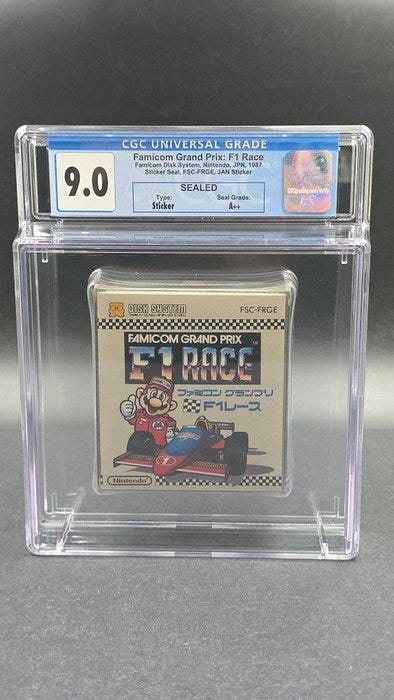 CGC UNIVERSAL GRADE
9.0
Famicom Grand Prix: F1 Race
Famicom Disk System, Nintendo, JPN, 1987
Sticker Seal, FSC-FRGE, JAN Sticker
SEALED
Type:
Sticker
Seal Grade:
A++
DISK SYSTEM
FSC-FRGE
FAMICOM GRAND PRIX
F1 RACE
TM
ファミコン グランプリ
F1レース
M
1
Nintendo